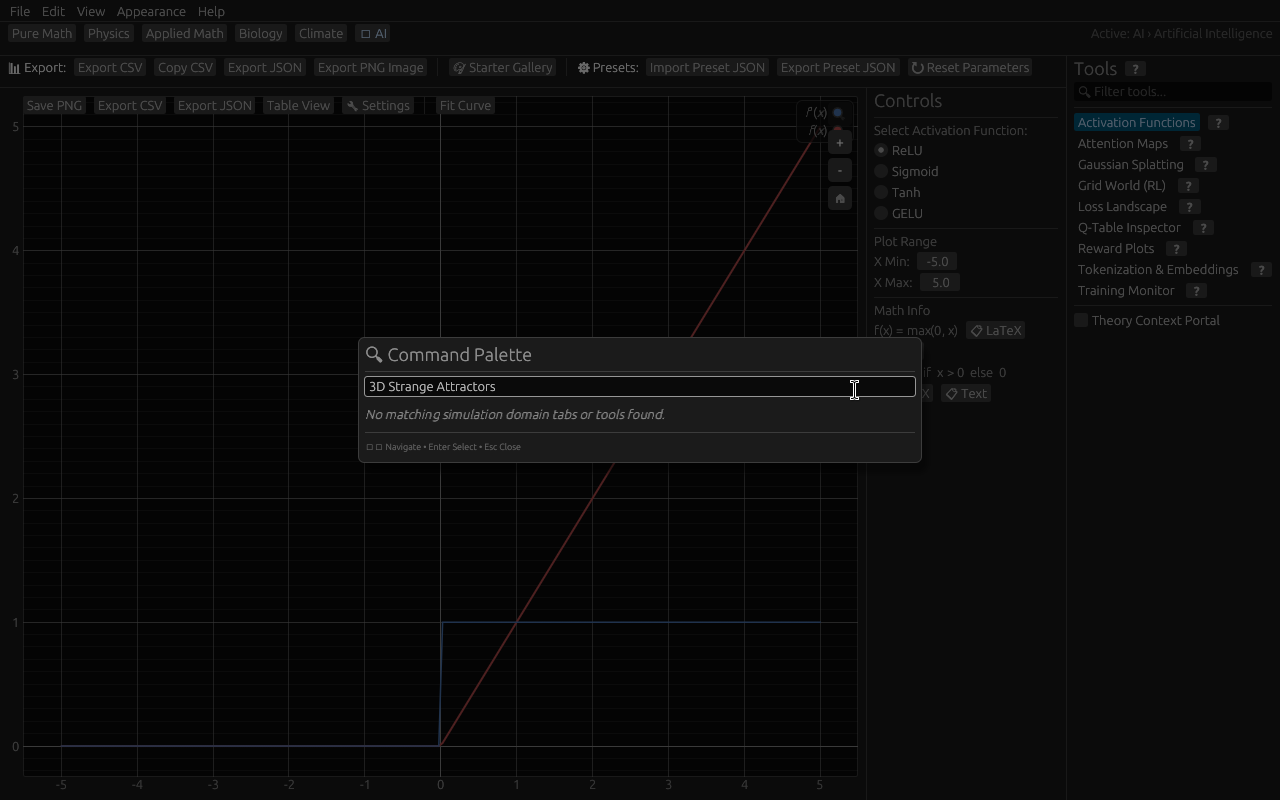 File Edit View Appearance Help
Pure Math Physics Applied Math Biology Climate AI
Active: AI › Artificial Intelligence
Export: Export CSV Copy CSV Export JSON Export PNG Image Starter Gallery Presets: Import Preset JSON Export Preset JSON Reset Parameters
Save PNG Export CSV Export JSON Table View Settings Fit Curve
f'(x)
f(x)
+
-
5
4
3
2
1
0
-5 -4 -3 -2 -1 0 1 2 3 4 5
Controls
Select Activation Function:
ReLU
Sigmoid
Tanh
GELU
Plot Range
X Min: -5.0
X Max: 5.0
Math Info
f(x) = max(0, x) LaTeX
if x > 0 else 0
X Text
Tools ?
Filter tools...
Activation Functions ?
Attention Maps ?
Gaussian Splatting ?
Grid World (RL) ?
Loss Landscape ?
Q-Table Inspector ?
Reward Plots ?
Tokenization & Embeddings ?
Training Monitor ?
Theory Context Portal
Command Palette
3D Strange Attractors
No matching simulation domain tabs or tools found.
Navigate • Enter Select • Esc Close